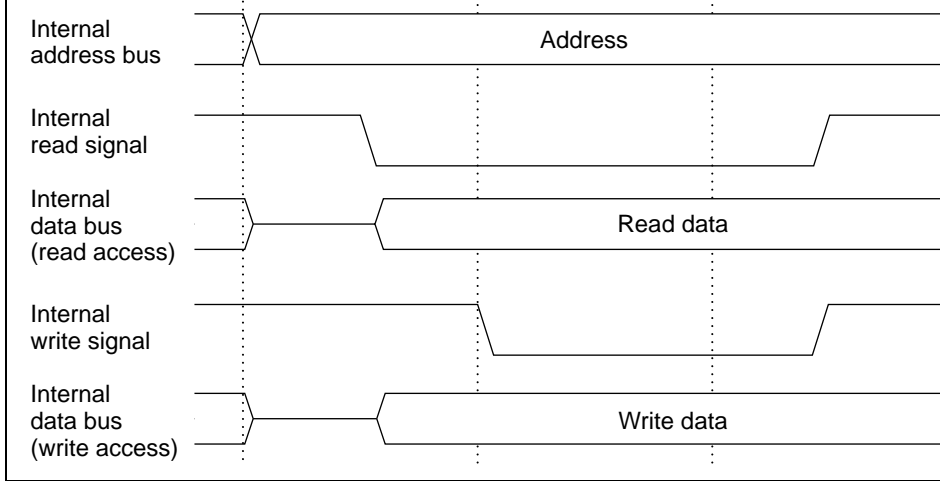 Internal
address bus
Address
Internal
read signal
Internal
data bus
(read access)
Read data
Internal
write signal
Internal
data bus
(write access)
Write data